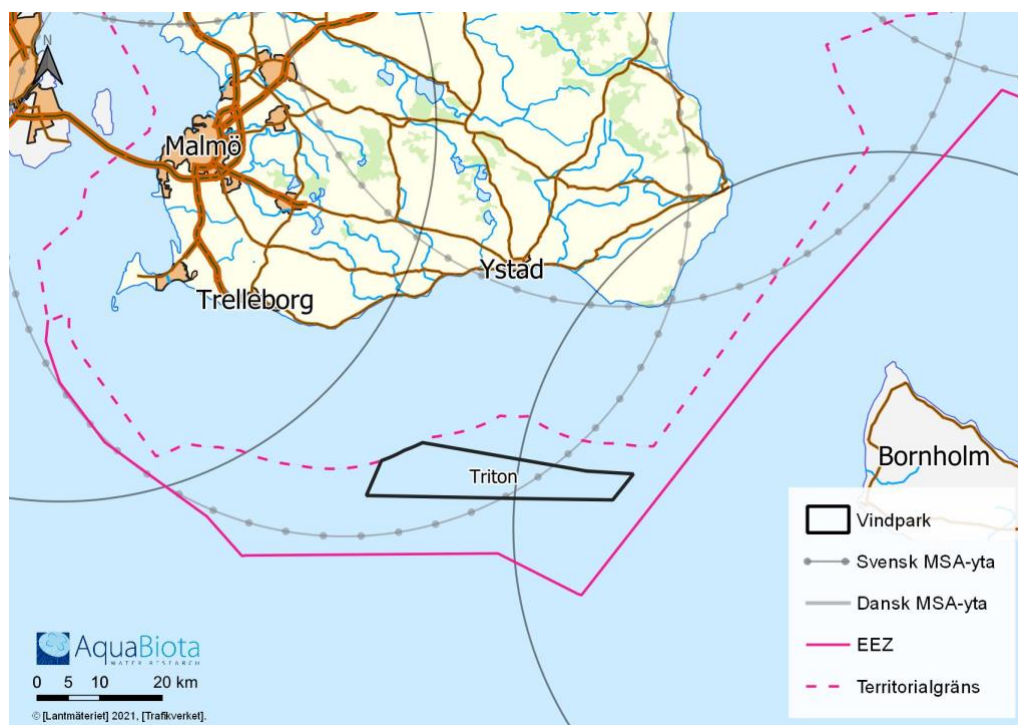 N
Malmö
Trelleborg
Ystad
Triton
Bornholm
Vindpark
Svensk MSA-yta
Dansk MSA-yta
EEZ
Territorialgräns
AquaBiota
WATER RESEARCH
0 5 10 20 km
© [Lantmäteriet] 2021, [Trafikverket].